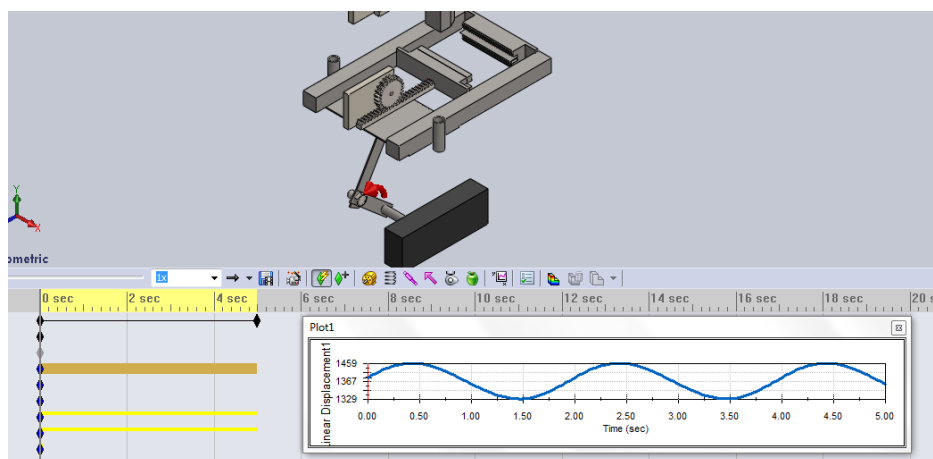 Y
X
ometric
1x
0 sec 2 sec 4 sec 6 sec 8 sec 10 sec 12 sec 14 sec 16 sec 18 sec 20 s
Plot1
inear Displacement1
1459
1367
1329
0.00 0.50 1.00 1.50 2.00 2.50 3.00 3.50 4.00 4.50 5.00
Time (sec)